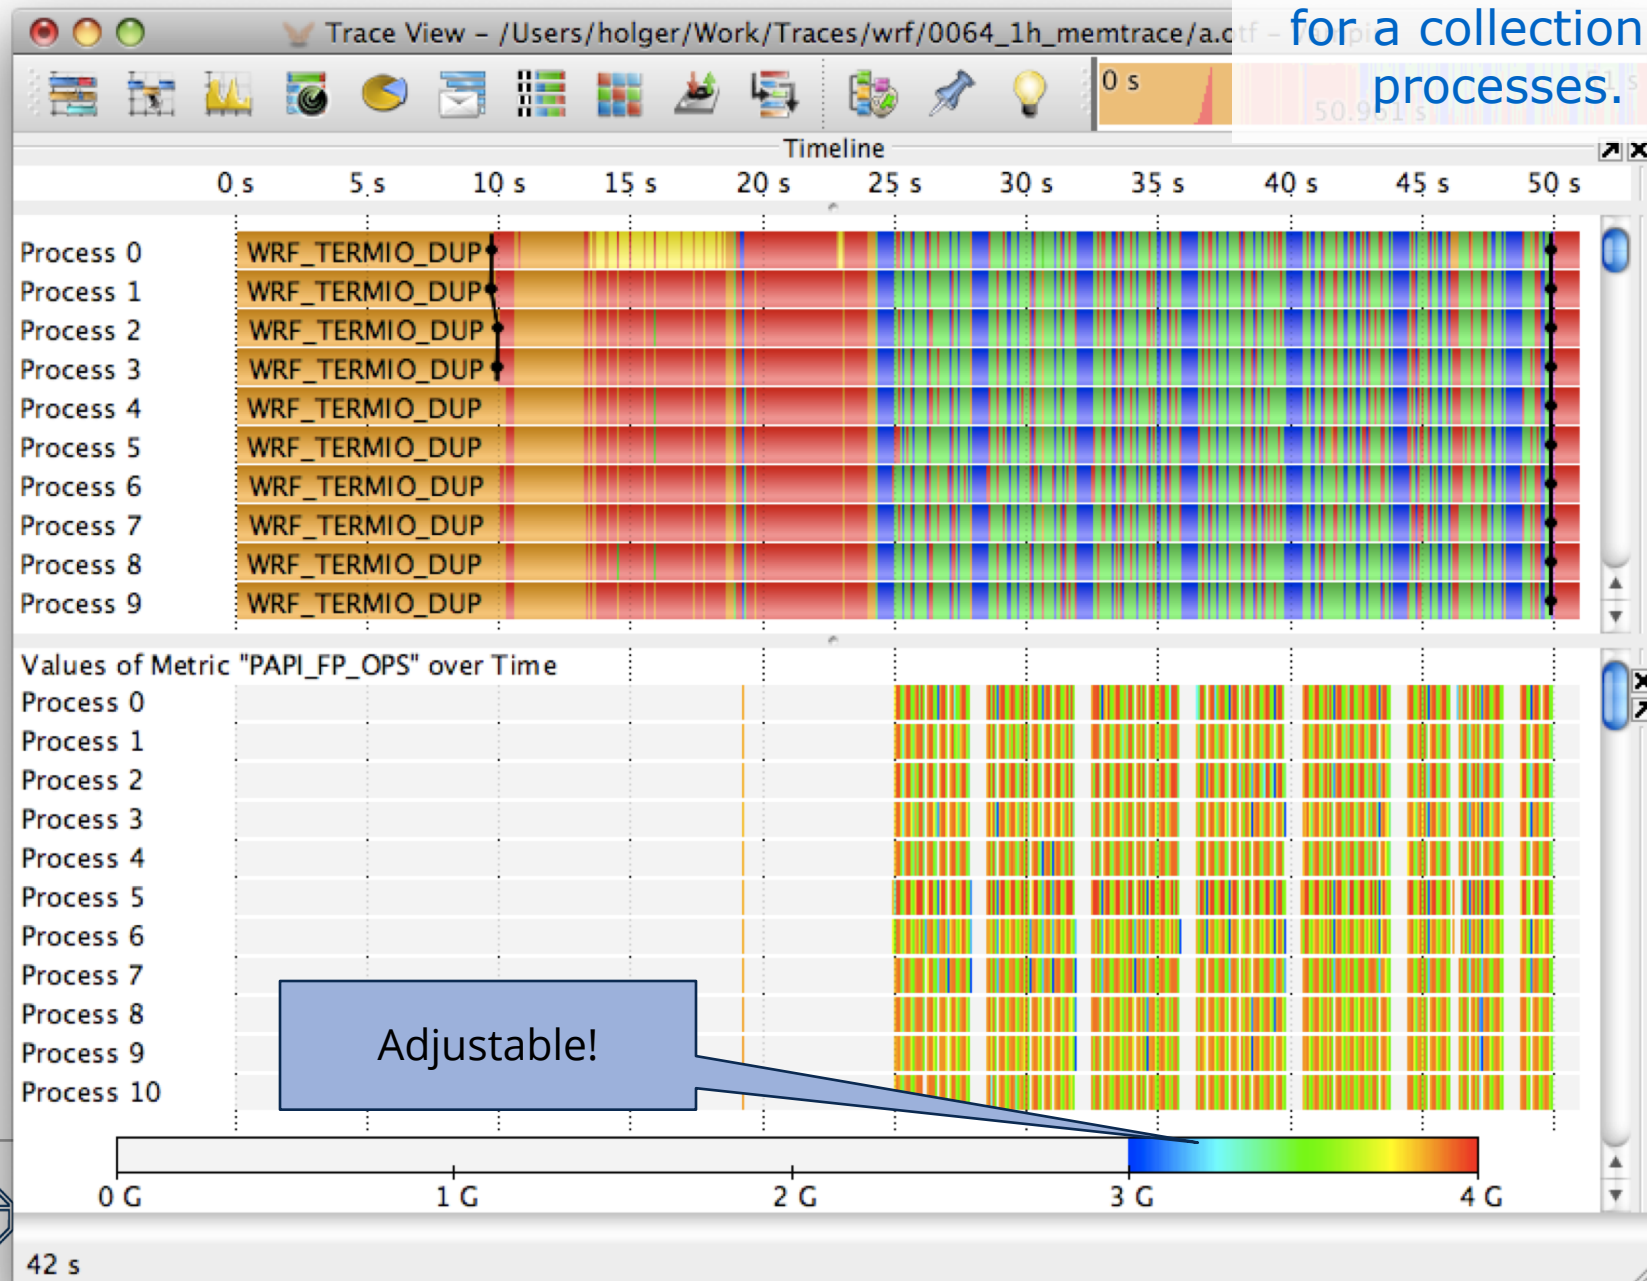 for a collection
processes.
Trace View – /Users/holger/Work/Traces/wrf/0064_1h_memtrace/a.otf –
0 s
50.981 s
Timeline
0 s 5 s 10 s 15 s 20 s 25 s 30 s 35 s 40 s 45 s 50 s
Process 0 WRF_TERMIO_DUP
Process 1 WRF_TERMIO_DUP
Process 2 WRF_TERMIO_DUP
Process 3 WRF_TERMIO_DUP
Process 4 WRF_TERMIO_DUP
Process 5 WRF_TERMIO_DUP
Process 6 WRF_TERMIO_DUP
Process 7 WRF_TERMIO_DUP
Process 8 WRF_TERMIO_DUP
Process 9 WRF_TERMIO_DUP
Values of Metric "PAPI_FP_OPS" over Time
Process 0
Process 1
Process 2
Process 3
Process 4
Process 5
Process 6
Process 7
Process 8
Process 9
Process 10
Adjustable!
0 G 1 G 2 G 3 G 4 G
42 s